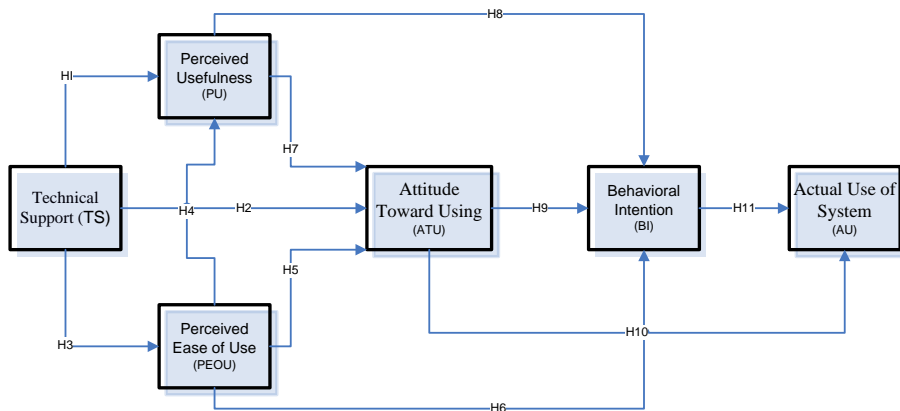 H8
Perceived
Usefulness
(PU)
HI
H7
Technical
Support (TS)
H4
H2
Attitude
Toward Using
(ATU)
H9
Behavioral
Intention
(BI)
H11
Actual Use of
System
(AU)
H5
H3
Perceived
Ease of Use
(PEOU)
H10
H6